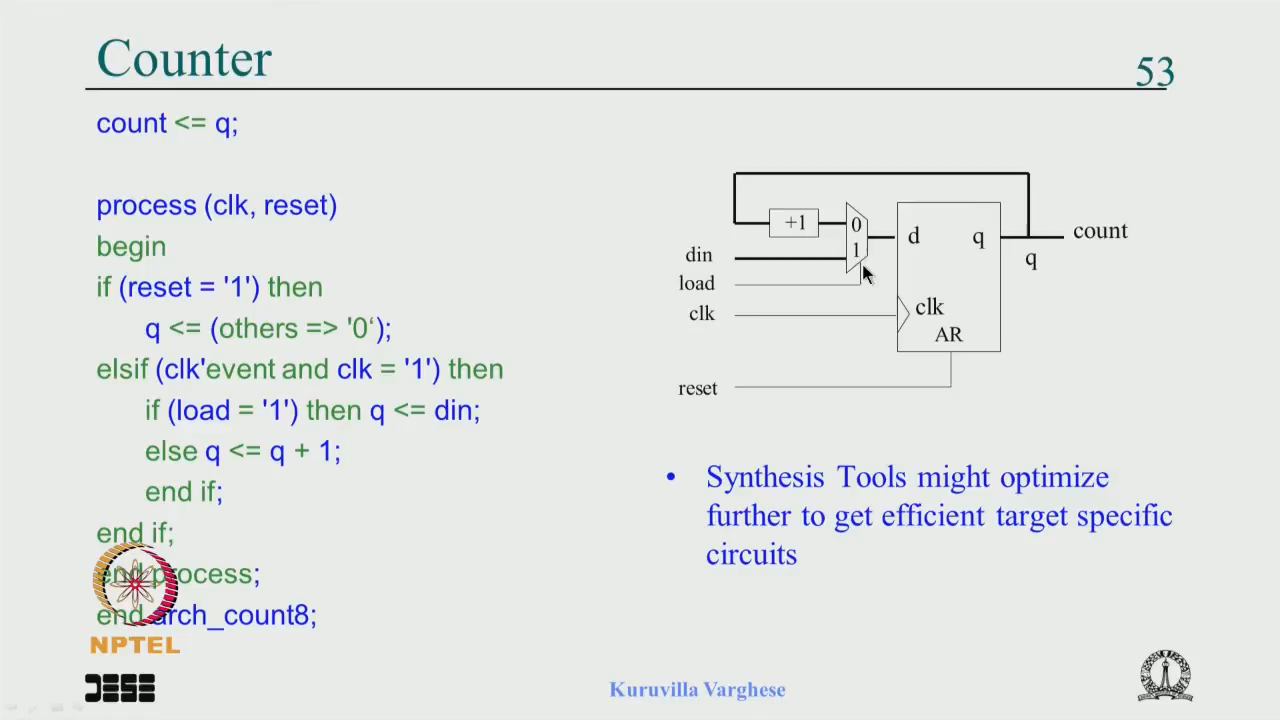 Counter
53
count <= q;
process (clk, reset)
begin
if (reset = '1') then
q <= (others => '0‘);
elsif (clk'event and clk = '1') then
if (load = '1') then q <= din;
else q <= q + 1;
end if;
end if;
end process;
end arch_count8;
+1
0
1
din
load
clk
reset
d
q
clk
AR
count
q
• Synthesis Tools might optimize
further to get efficient target specific
circuits
NPTEL
Kuruvilla Varghese